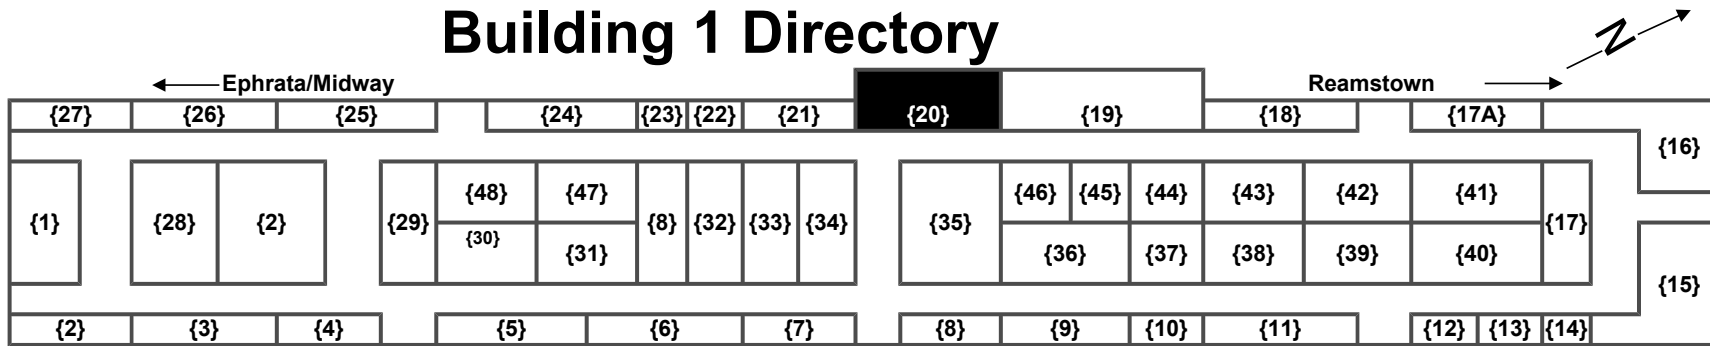 Building 1 Directory
N
Ephrata/Midway
Reamstown
{27} {26} {25} {24} {23} {22} {21} {20} {19} {18} {17A}
{16}
{48} {47} {46} {45} {44} {43} {42} {41}
{1} {28} {2} {29} {8} {32} {33} {34} {35} {17}
{30} {31} {36} {37} {38} {39} {40}
{15}
{2} {3} {4} {5} {6} {7} {8} {9} {10} {11} {12} {13} {14}